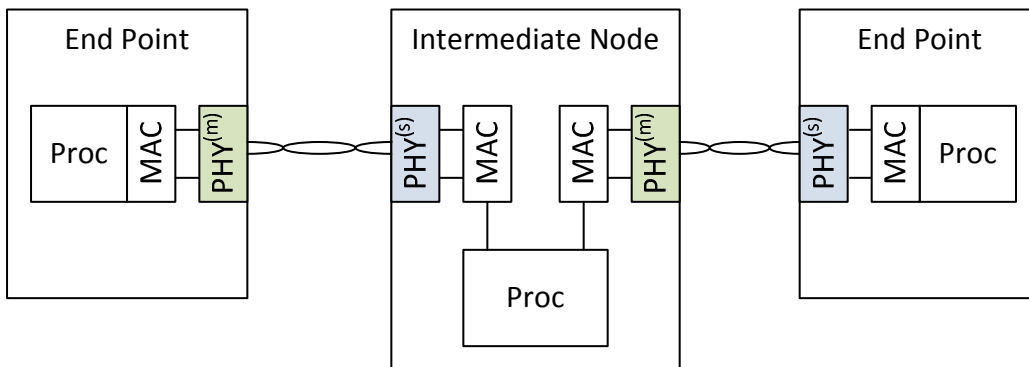 End Point
Intermediate Node
End Point
Proc
MAC
PHY(m)
PHY(s)
MAC
MAC
PHY(m)
PHY(s)
MAC
Proc
Proc